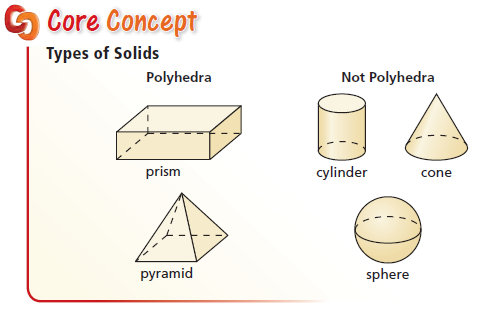 Core Concept
Types of Solids
Polyhedra
prism
pyramid
Not Polyhedra
cylinder
cone
sphere